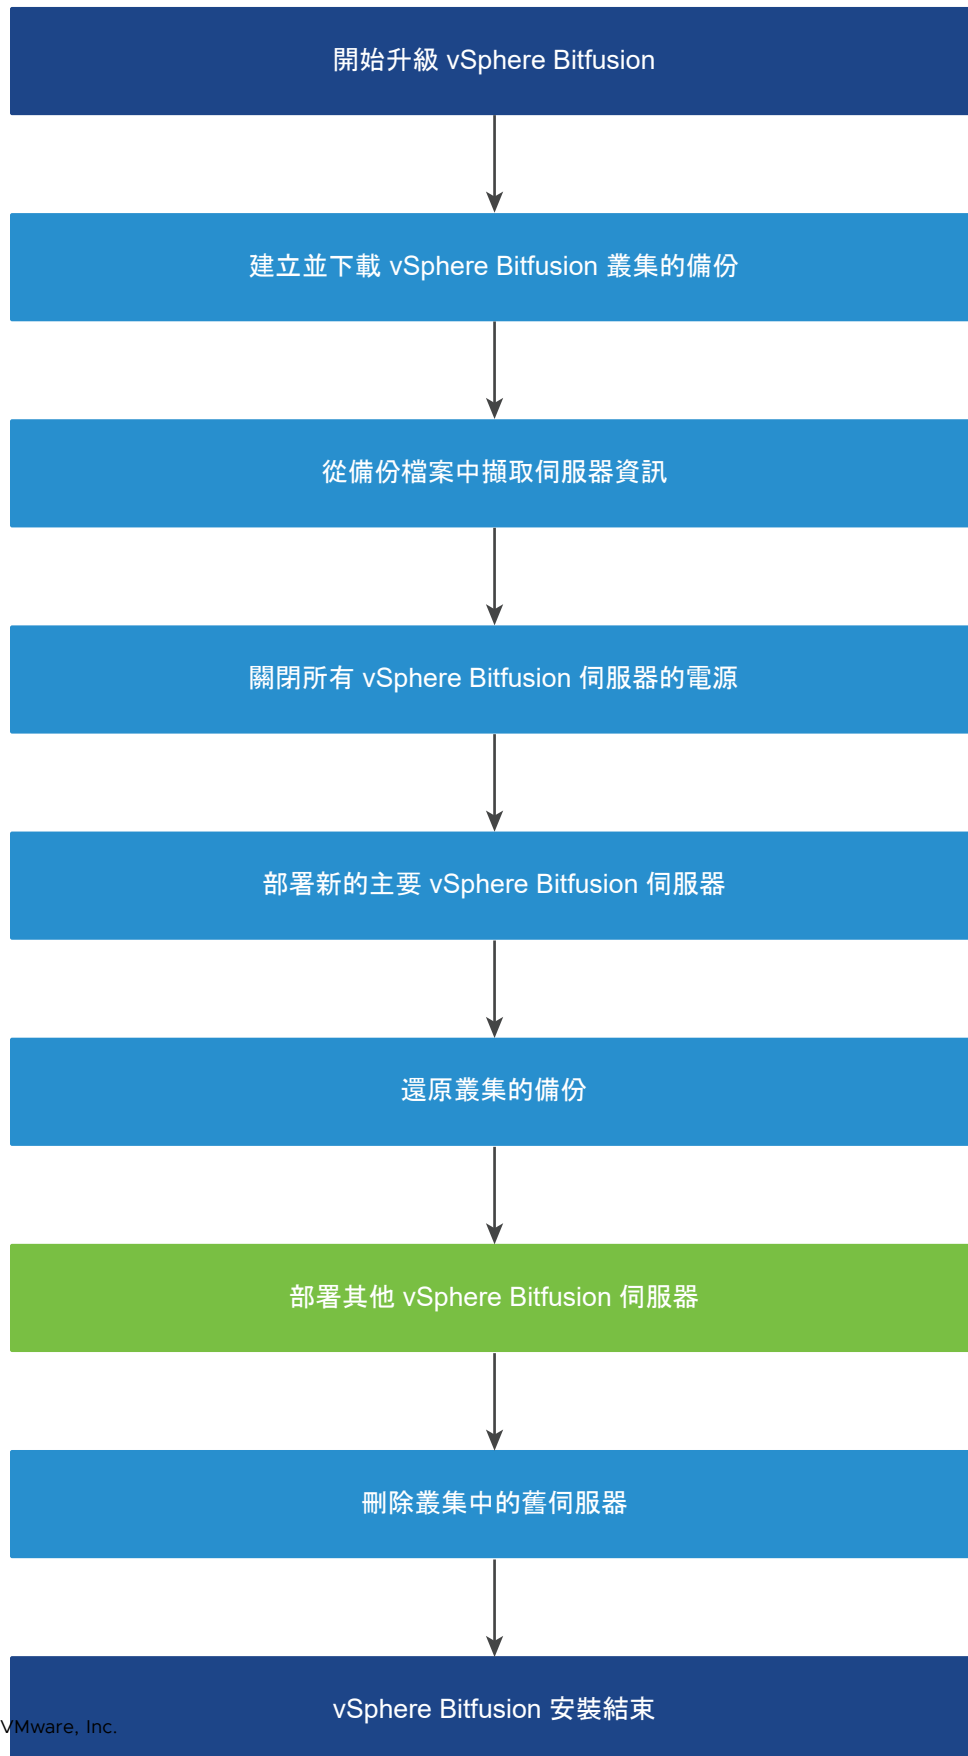 開始升級 vSphere Bitfusion
建立並下載 vSphere Bitfusion 叢集的備份
從備份檔案中擷取伺服器資訊
關閉所有 vSphere Bitfusion 伺服器的電源
部署新的主要 vSphere Bitfusion 伺服器
還原叢集的備份
部署其他 vSphere Bitfusion 伺服器
刪除叢集中的舊伺服器
vSphere Bitfusion 安裝結束
VMware, Inc.